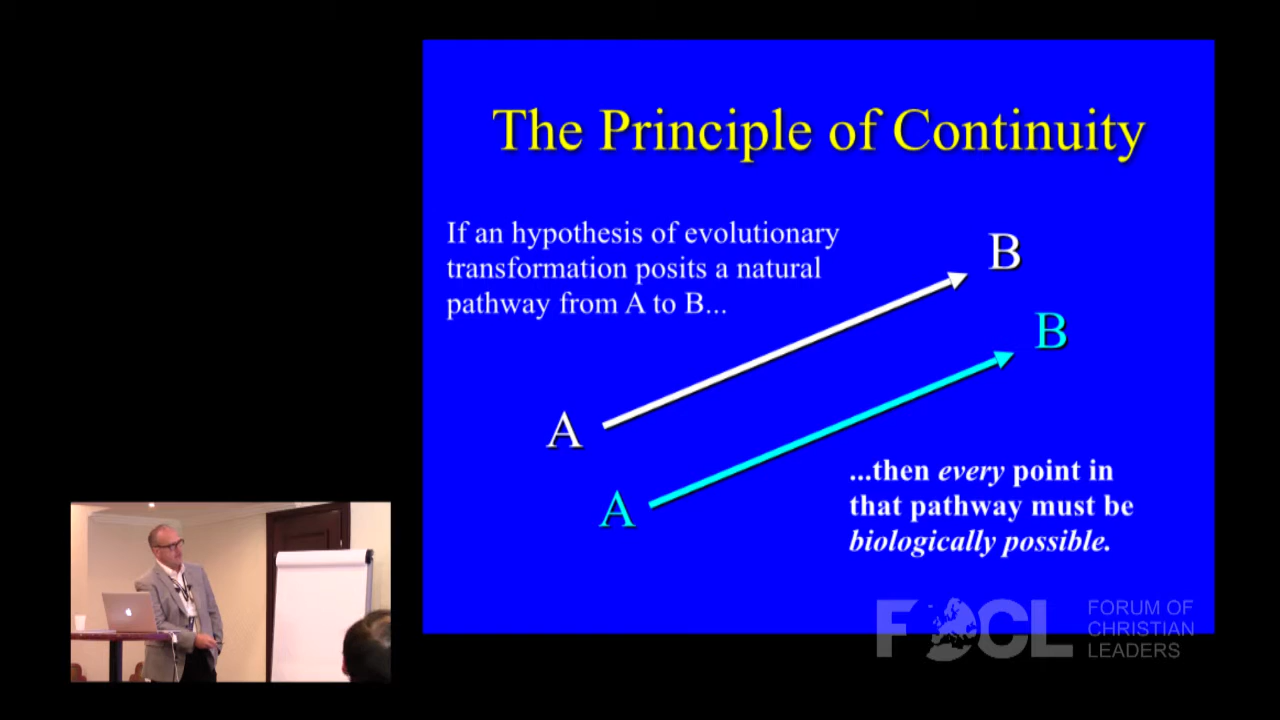 The Principle of Continuity
If an hypothesis of evolutionary
transformation posits a natural
pathway from A to B...
B
B
A
A
...then every point in
that pathway must be
biologically possible.
FOCL
FORUM OF
CHRISTIAN
LEADERS